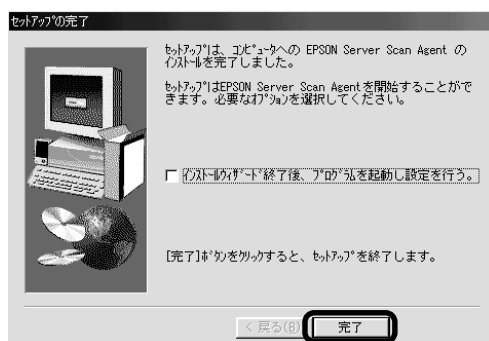 セットアップの完了
セットアップは、コンピュータへの EPSON Server Scan Agent の
インストールを完了しました。
セットアップはEPSON Server Scan Agentを開始することがで
きます。必要なオプションを選択してください。
インストールウィザード終了後、プログラムを起動し設定を行う。
[完了]ボタンをクリックすると、セットアップを終了します。
< 戻る(B)
完了